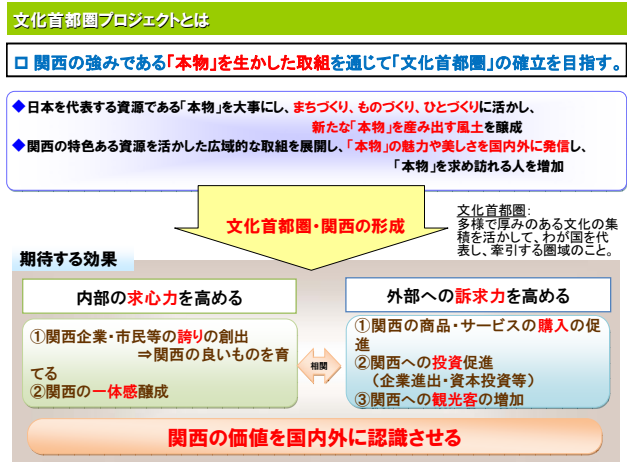 文化首都圏プロジェクトとは
□ 関西の強みである「本物」を生かした取組を通じて「文化首都圏」の確立を目指す。
◆日本を代表する資源である「本物」を大事にし、まちづくり、ものづくり、ひとづくりに活かし、
新たな「本物」を産み出す風土を醸成
◆関西の特色ある資源を活かした広域的な取組を展開し、「本物」の魅力や美しさを国内外に発信し、
「本物」を求め訪れる人を増加
文化首都圏・関西の形成
文化首都圏:
多様で厚みのある文化の集
積を活かして、わが国を代
表し、牽引する圏域のこと。
期待する効果
内部の求心力を高める
①関西企業・市民等の誇りの創出
⇒関西の良いものを育
てる
②関西の一体感醸成
相関
外部への訴求力を高める
①関西の商品・サービスの購入の促
進
②関西への投資促進
(企業進出・資本投資等)
③関西への観光客の増加
関西の価値を国内外に認識させる